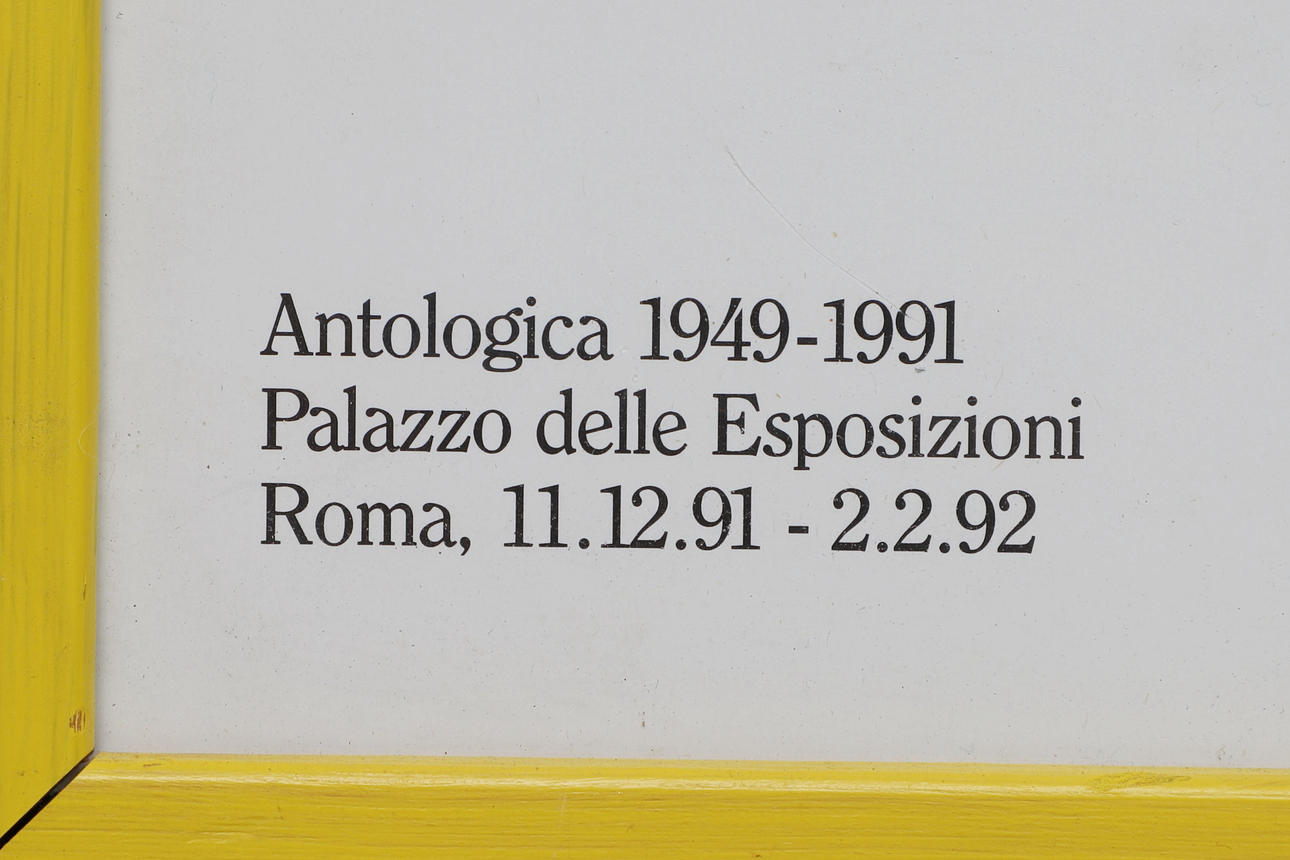 Antologica 1949-1991
Palazzo delle Esposizioni
Roma, 11.12.91 - 2.2.92